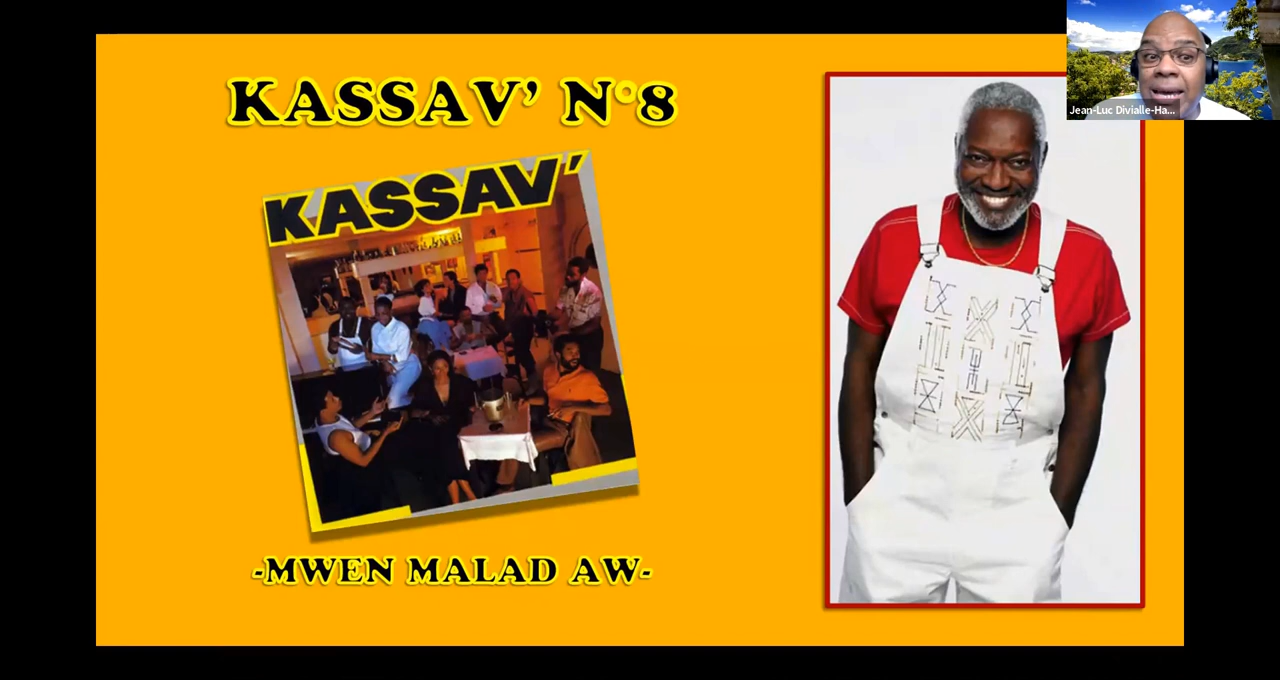 KASSAV’ N°8
KASSAV’
-MWEN MALAD AW-
Jean-Luc Divialle-Ha...